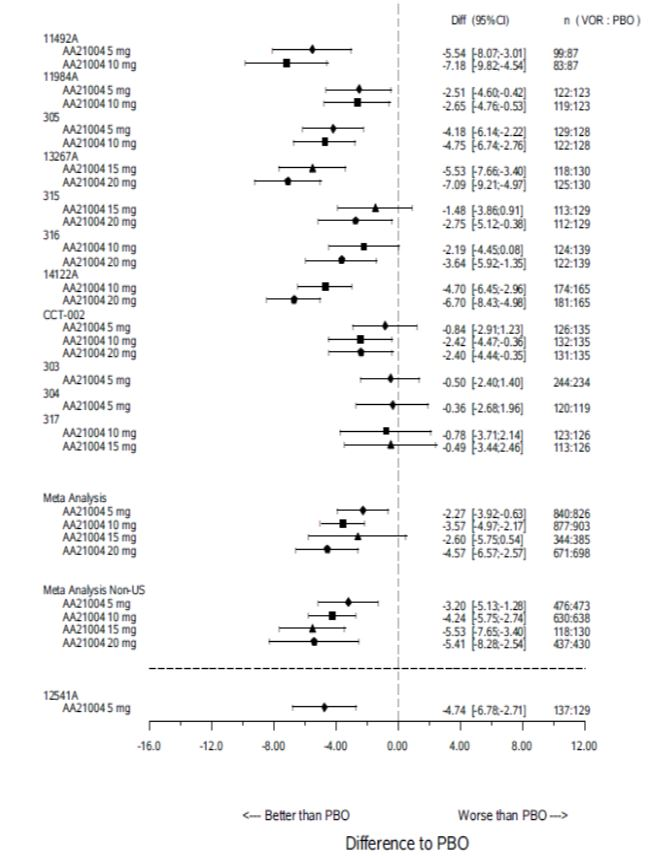 Diff (95%CI) n (VOR : PBO)
11492A
AA21004 5 mg -5.54 [-8.07;-3.01] 99:87
AA21004 10 mg -7.18 [-9.82;-4.54] 83:87
11984A
AA21004 5 mg -2.51 [-4.60;-0.42] 122:123
AA21004 10 mg -2.65 [-4.76;-0.53] 119:123
305
AA21004 5 mg -4.18 [-6.14;-2.22] 129:128
AA21004 10 mg -4.75 [-6.74;-2.76] 122:128
13267A
AA21004 15 mg -5.53 [-7.66;-3.40] 118:130
AA21004 20 mg -7.09 [-9.21;-4.97] 125:130
315
AA21004 15 mg -1.48 [-3.86;0.91] 113:129
AA21004 20 mg -2.75 [-5.12;-0.38] 112:129
316
AA21004 10 mg -2.19 [-4.45;0.08] 124:139
AA21004 20 mg -3.64 [-5.92;-1.35] 122:139
14122A
AA21004 10 mg -4.70 [-6.45;-2.96] 174:165
AA21004 20 mg -6.70 [-8.43;-4.98] 181:165
CCT-002
AA21004 5 mg -0.84 [-2.91;1.23] 126:135
AA21004 10 mg -2.42 [-4.47;-0.36] 132:135
AA21004 20 mg -2.40 [-4.44;-0.35] 131:135
303
AA21004 5 mg -0.50 [-2.40;1.40] 244:234
304
AA21004 5 mg -0.36 [-2.68;1.96] 120:119
317
AA21004 10 mg -0.78 [-3.71;2.14] 123:126
AA21004 15 mg -0.49 [-3.44;2.46] 113:126
Meta Analysis
AA21004 5 mg -2.27 [-3.92;-0.63] 840:826
AA21004 10 mg -3.57 [-4.97;-2.17] 877:903
AA21004 15 mg -2.60 [-5.75;0.54] 344:385
AA21004 20 mg -4.57 [-6.57;-2.57] 671:698
Meta Analysis Non-US
AA21004 5 mg -3.20 [-5.13;-1.28] 476:473
AA21004 10 mg -4.24 [-5.75;-2.74] 630:638
AA21004 15 mg -5.53 [-7.65;-3.40] 118:130
AA21004 20 mg -5.41 [-8.28;-2.54] 437:430
12541A
AA21004 5 mg -4.74 [-6.78;-2.71] 137:129
-16.0 -12.0 -8.00 -4.00 0.00 4.00 8.00 12.00
<--- Better than PBO Worse than PBO --->
Difference to PBO